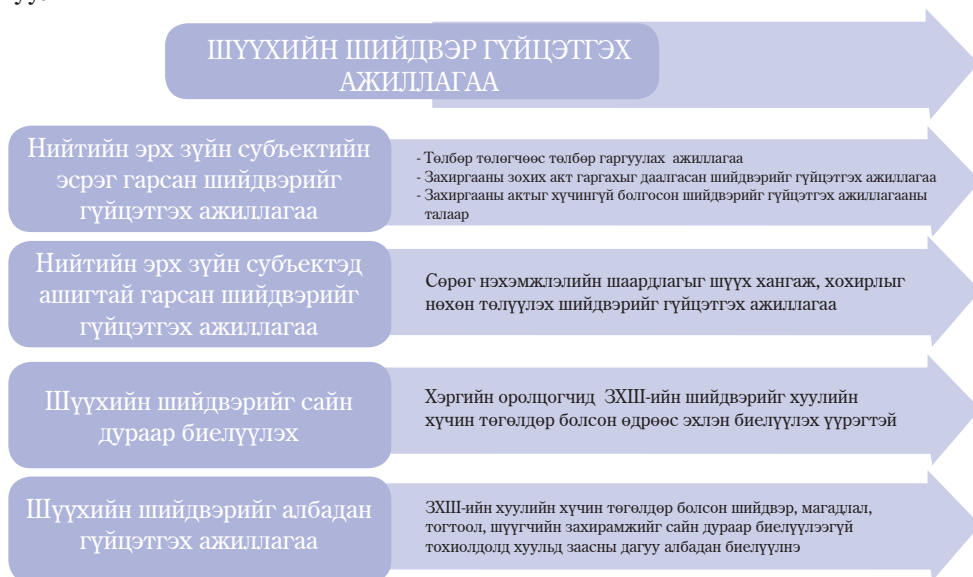 ШҮҮХИЙН ШИЙДВЭР ГҮЙЦЭТГЭХ
АЖИЛЛАГАА
Нийтийн эрх зүйн субъектийн
эсрэг гарсан шийдвэрийг
гүйцэтгэх ажиллагаа
- Төлбөр төлөгчөөс төлбөр гаргуулах ажиллагаа
- Захиргааны зохих акт гаргахыг даалгасан шийдвэрийг гүйцэтгэх ажиллагаа
- Захиргааны актыг хүчингүй болгосон шийдвэрийг гүйцэтгэх ажиллагааны
талаар
Нийтийн эрх зүйн субъектэд
ашигтай гарсан шийдвэрийг
гүйцэтгэх ажиллагаа
Сөрөг нэхэмжлэлийн шаардлагыг шүүх хангаж, хохирлыг
нөхөн төлүүлэх шийдвэрийг гүйцэтгэх ажиллагаа
Шүүхийн шийдвэрийг сайн
дураар биелүүлэх
Хэргийн оролцогчид ЗХШ-ийн шийдвэрийг хуулийн
хүчин төгөлдөр болсон өдрөөс эхлэн биелүүлэх үүрэгтэй
Шүүхийн шийдвэрийг албадан
гүйцэтгэх ажиллагаа
ЗХШ-ийн хуулийн хүчин төгөлдөр болсон шийдвэр, магадлал,
тогтоол, шүүгчийн захирамжийг сайн дураар биелүүлээгүй
тохиолдолд хуульд заасны дагуу албадан биелүүлнэ